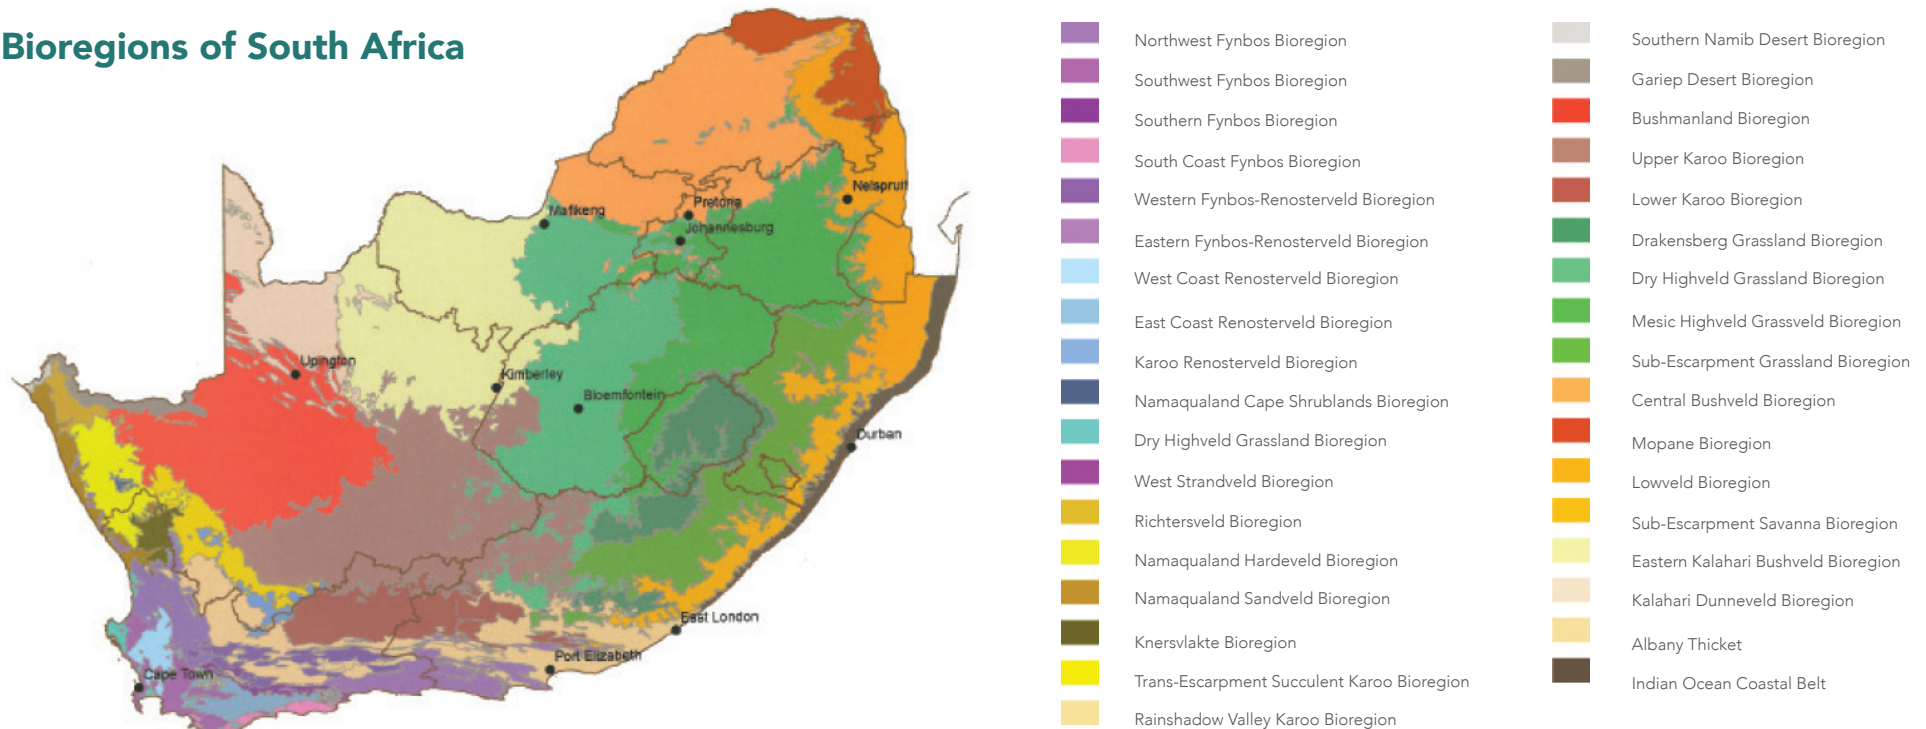 Bioregions of South Africa
Nelspruit
Pretoria
Mafikeng
Johannesburg
Upington
Kimberley
Bloemfontein
Durban
East London
Port Elizabeth
Cape Town
Northwest Fynbos Bioregion
Southwest Fynbos Bioregion
Southern Fynbos Bioregion
South Coast Fynbos Bioregion
Western Fynbos-Renosterveld Bioregion
Eastern Fynbos-Renosterveld Bioregion
West Coast Renosterveld Bioregion
East Coast Renosterveld Bioregion
Karoo Renosterveld Bioregion
Namaqualand Cape Shrublands Bioregion
Dry Highveld Grassland Bioregion
West Strandveld Bioregion
Richtersveld Bioregion
Namaqualand Hardeveld Bioregion
Namaqualand Sandveld Bioregion
Knersvlakte Bioregion
Trans-Escarpment Succulent Karoo Bioregion
Rainshadow Valley Karoo Bioregion
Southern Namib Desert Bioregion
Gariep Desert Bioregion
Bushmanland Bioregion
Upper Karoo Bioregion
Lower Karoo Bioregion
Drakensberg Grassland Bioregion
Dry Highveld Grassland Bioregion
Mesic Highveld Grassveld Bioregion
Sub-Escarpment Grassland Bioregion
Central Bushveld Bioregion
Mopane Bioregion
Lowveld Bioregion
Sub-Escarpment Savanna Bioregion
Eastern Kalahari Bushveld Bioregion
Kalahari Dunneveld Bioregion
Albany Thicket
Indian Ocean Coastal Belt